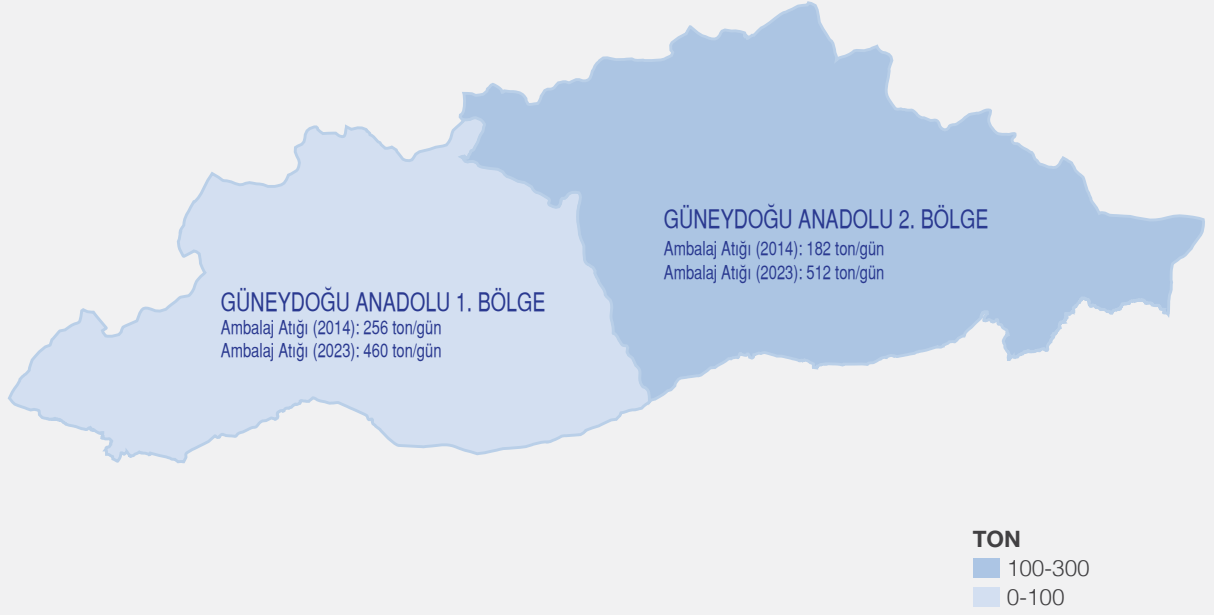 GÜNEYDOĞU ANADOLU 2. BÖLGE
Ambalaj Atığı (2014): 182 ton/gün
Ambalaj Atığı (2023): 512 ton/gün
GÜNEYDOĞU ANADOLU 1. BÖLGE
Ambalaj Atığı (2014): 256 ton/gün
Ambalaj Atığı (2023): 460 ton/gün
TON
100-300
0-100